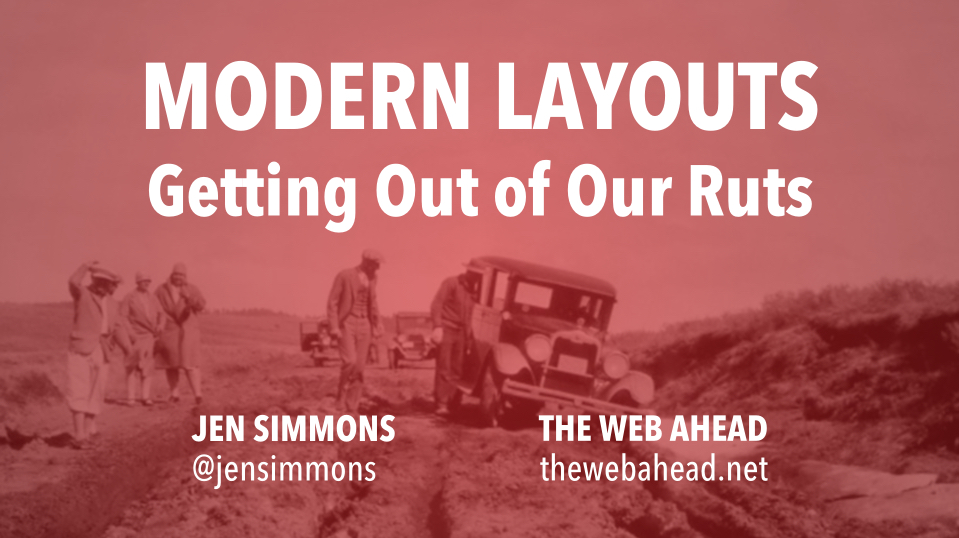 MODERN LAYOUTS
Getting Out of Our Ruts
JEN SIMMONS
@jensimmons
THE WEB AHEAD
thewebahead.net